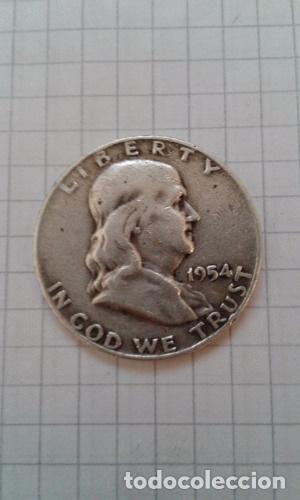 LIBERTY
1954
IN GOD WE TRUST
todocoleccion